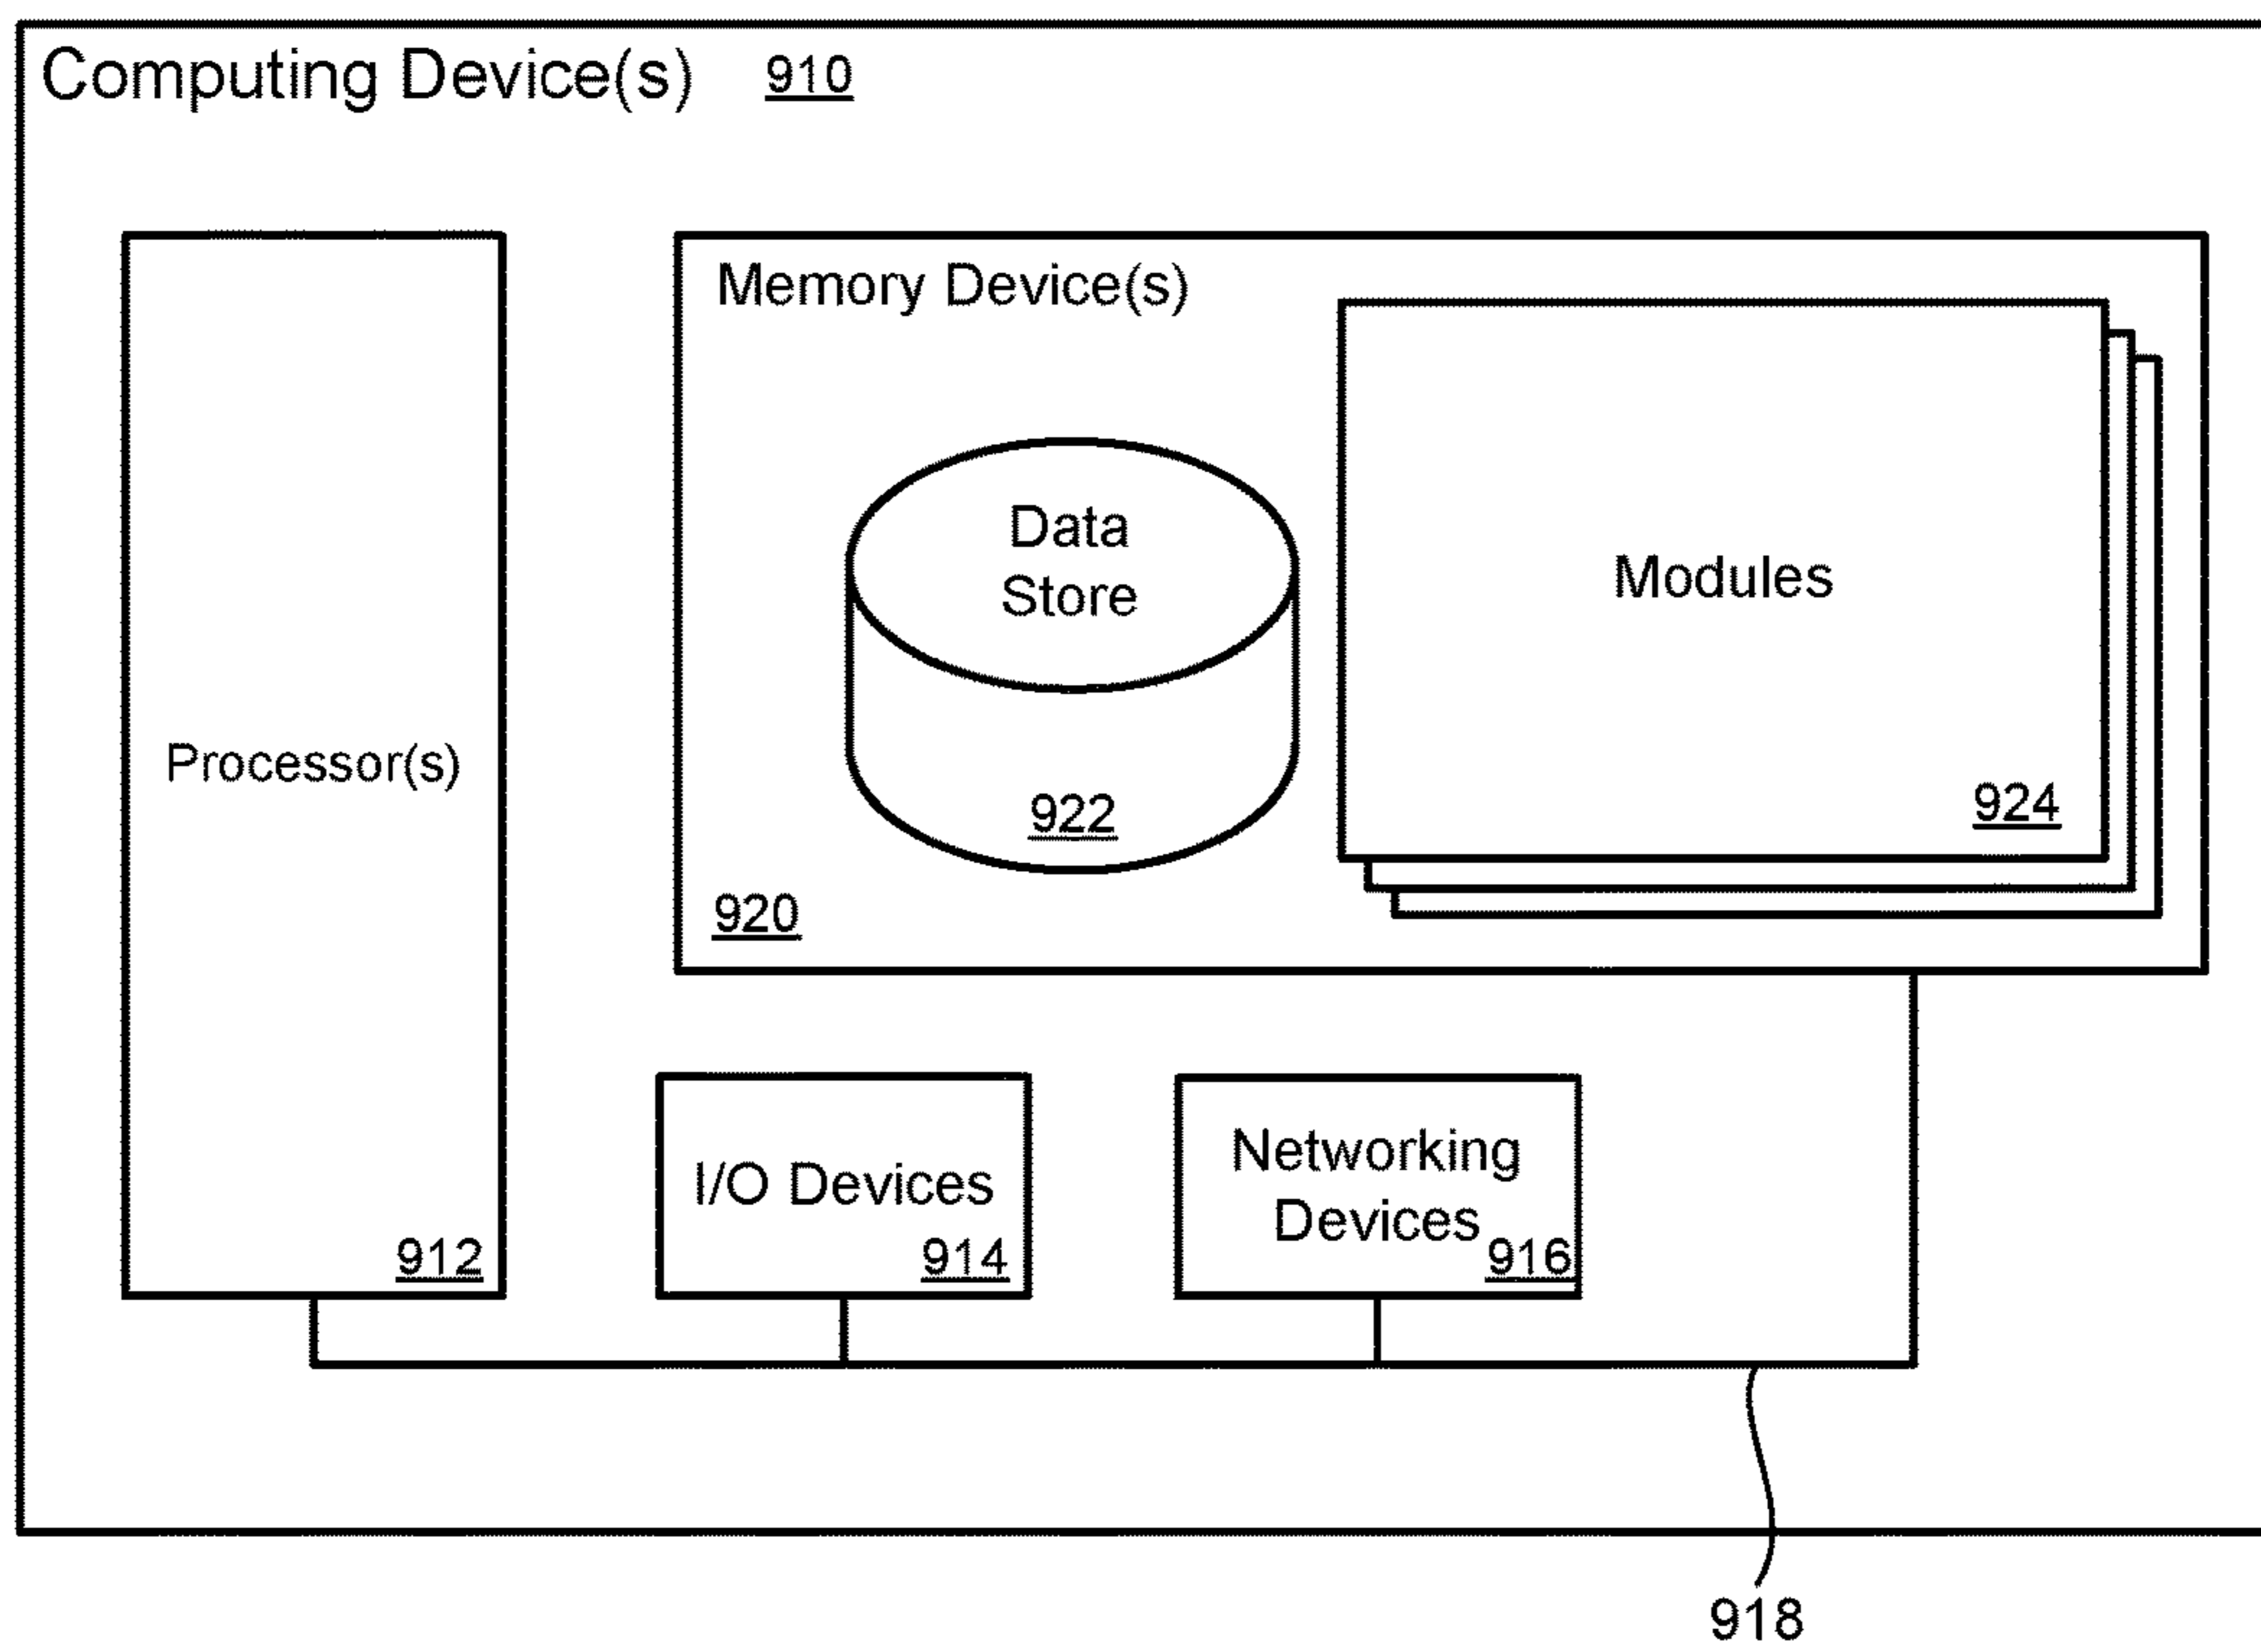 Computing Device(s) 910
Memory Device(s)
Data
Store
Modules
Processor(s)
924
922
920
Networking
I/O Devices
Devices
912
914
916
918